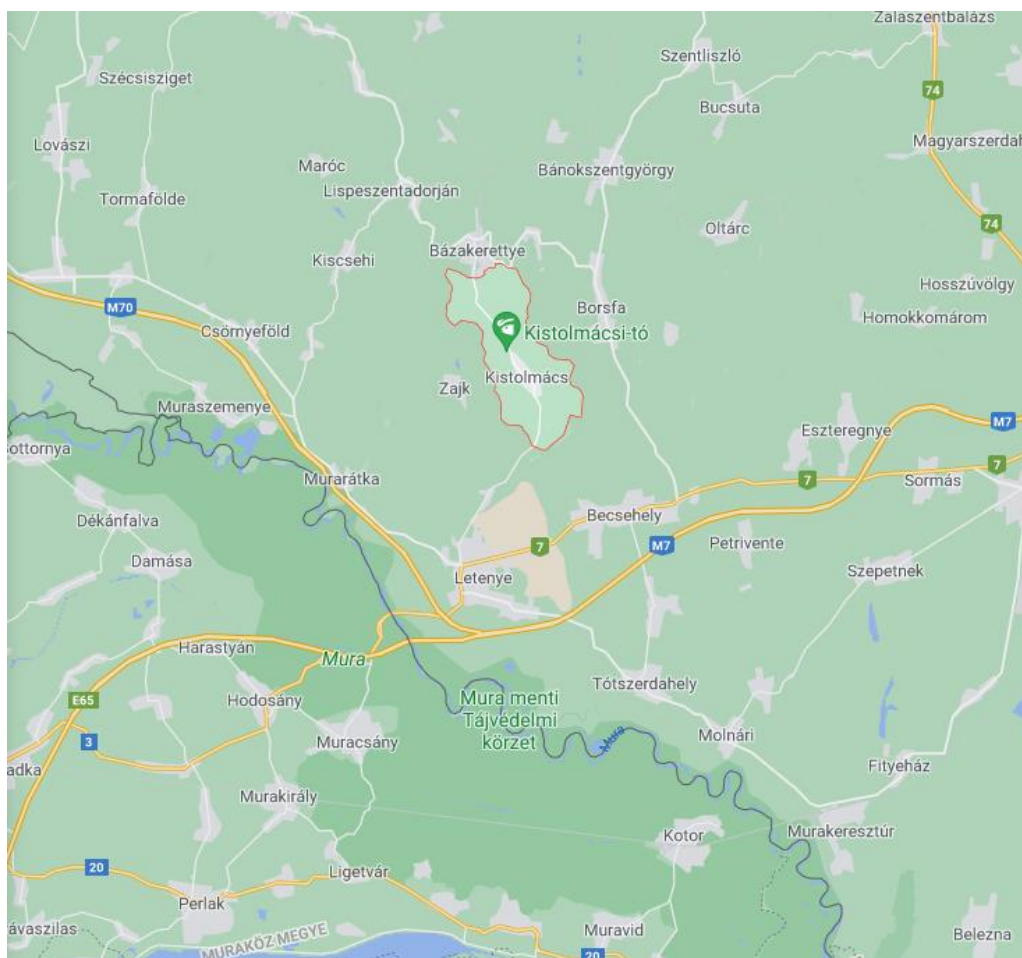 Zalaszentbalázs
Szécsisziget
Szentliszló
74
Bucsuta
Lovászi
Magyarszerdah
Maróc
Bánokszentgyörgy
Lispeszentadorján
Tormafölde
Oltárc
74
Bázakerettye
Kiscsehi
Hosszúvölgy
M70
Borsfa
Homokkomárom
Csörnyeföld
Kistolmácsi-tó
Zajk
Kistolmács
Muraszemenye
M7
Eszteregnye
ottornya
7
Murarátka
7
Sormás
Becsehely
Dékánfalva
7
M7
Petrivente
Damása
Letenye
Szepetnek
Harastyán
Mura
Tótszerdahely
E65
Hodosány
Mura menti
Tájvédelmi
körzet
3
Muracsány
Mura
Molnári
adka
Fityeház
Murakirály
Kotor
Murakeresztúr
20
Ligetvár
Perlak
ávaszilas
MURAKÖZ MEGYE
Muravid
Belezna
20